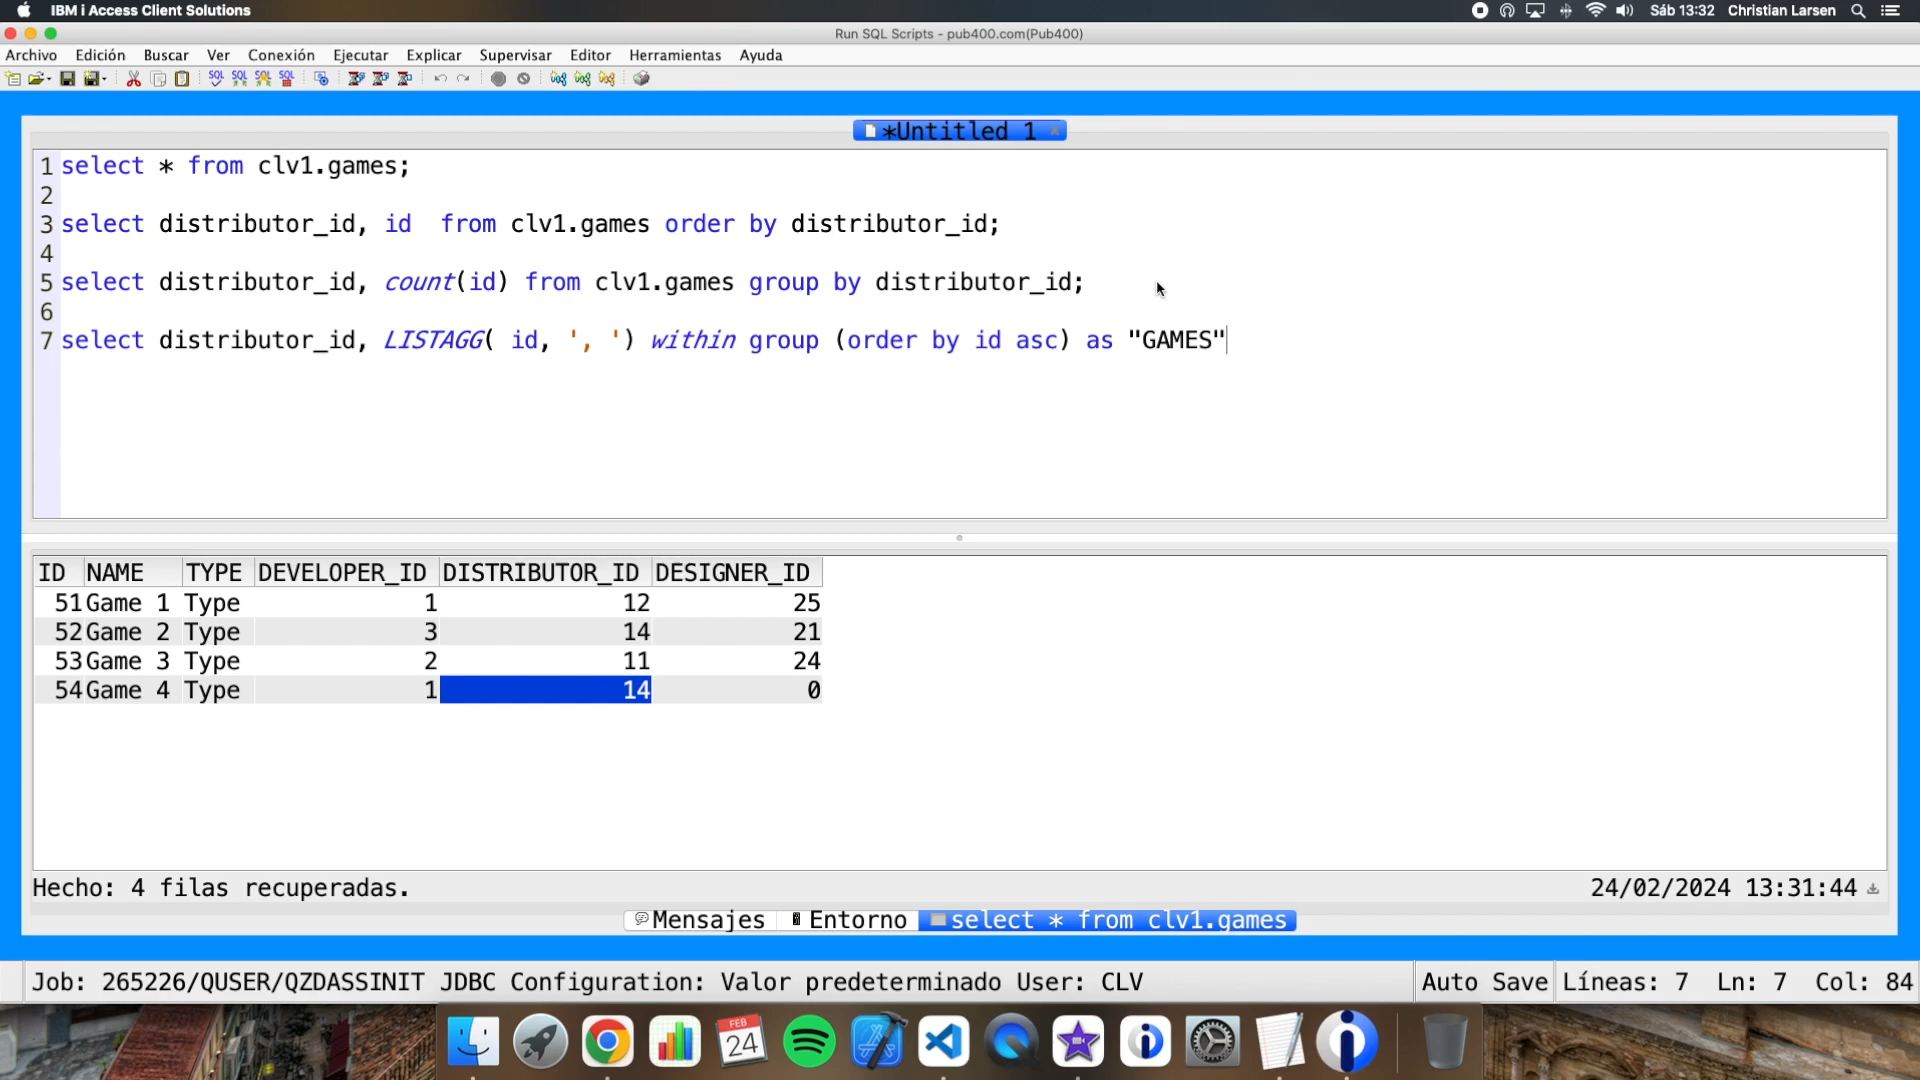 IBM i Access Client Solutions Sáb 13:32 Christian Larsen
Run SQL Scripts - pub400.com(Pub400)
Archivo Edición Buscar Ver Conexión Ejecutar Explicar Supervisar Editor Herramientas Ayuda
SQL SQL SQL SQL
*Untitled 1
1 select * from clv1.games;
2
3 select distributor_id, id  from clv1.games order by distributor_id;
4
5 select distributor_id, count(id) from clv1.games group by distributor_id;
6
7 select distributor_id, LISTAGG( id, ', ') within group (order by id asc) as "GAMES"
ID NAME TYPE DEVELOPER_ID DISTRIBUTOR_ID DESIGNER_ID
51 Game 1 Type 1 12 25
52 Game 2 Type 3 14 21
53 Game 3 Type 2 11 24
54 Game 4 Type 1 14 0
Hecho: 4 filas recuperadas. 24/02/2024 13:31:44
Mensajes Entorno select * from clv1.games
Job: 265226/QUSER/QZDASSINIT JDBC Configuration: Valor predeterminado User: CLV Auto Save Líneas: 7 Ln: 7 Col: 84
FEB
24